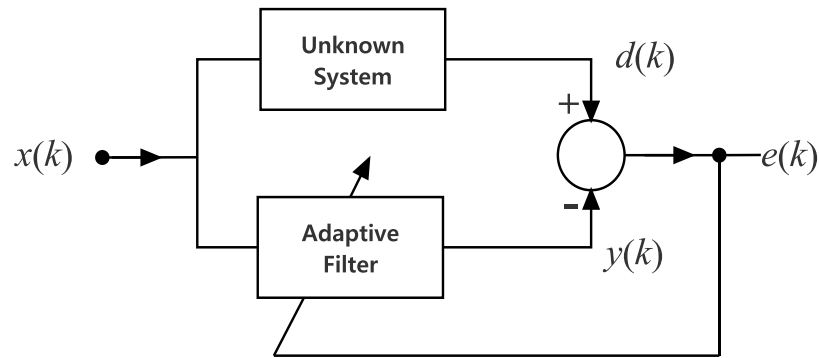 Unknown
System
d(k)
+
x(k)
e(k)
-
Adaptive
Filter
y(k)